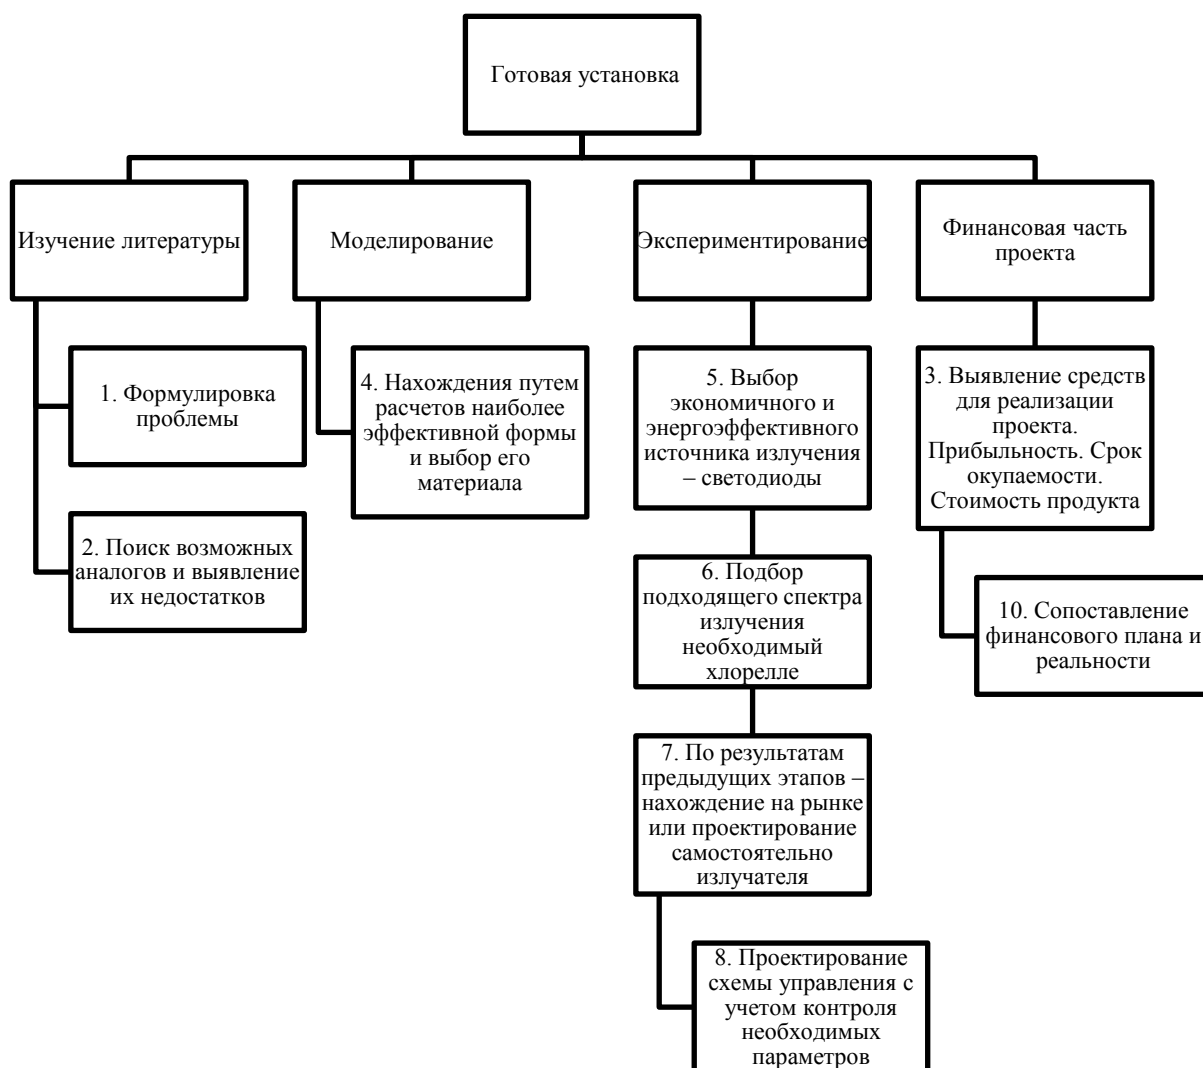 Готовая установка
Изучение литературы
Моделирование
Экспериментирование
Финансовая часть
проекта
1. Формулировка
проблемы
2. Поиск возможных
аналогов и выявление
их недостатков
4. Нахождения путем
расчетов наиболее
эффективной формы
и выбор его
материала
5. Выбор
экономичного и
энергоэффективного
источника излучения
– светодиоды
6. Подбор
подходящего спектра
излучения
необходимый
хлорелле
7. По результатам
предыдущих этапов –
нахождение на рынке
или проектирование
самостоятельно
излучателя
8. Проектирование
схемы управления с
учетом контроля
необходимых
параметров
3. Выявление средств
для реализации
проекта.
Прибыльность. Срок
окупаемости.
Стоимость продукта
10. Сопоставление
финансового плана и
реальности